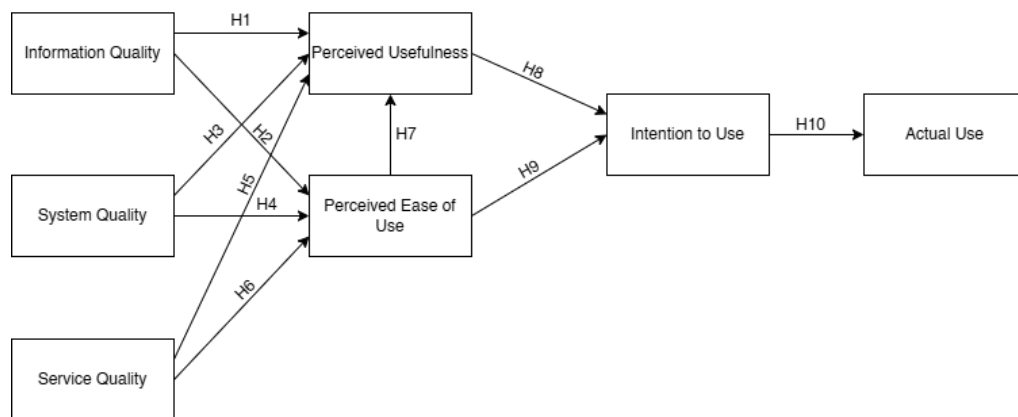 H1
Information Quality
Perceived Usefulness
H8
H3
H2
H7
Intention to Use
H10
Actual Use
H5
H9
System Quality
H4
Perceived Ease of
Use
H6
Service Quality